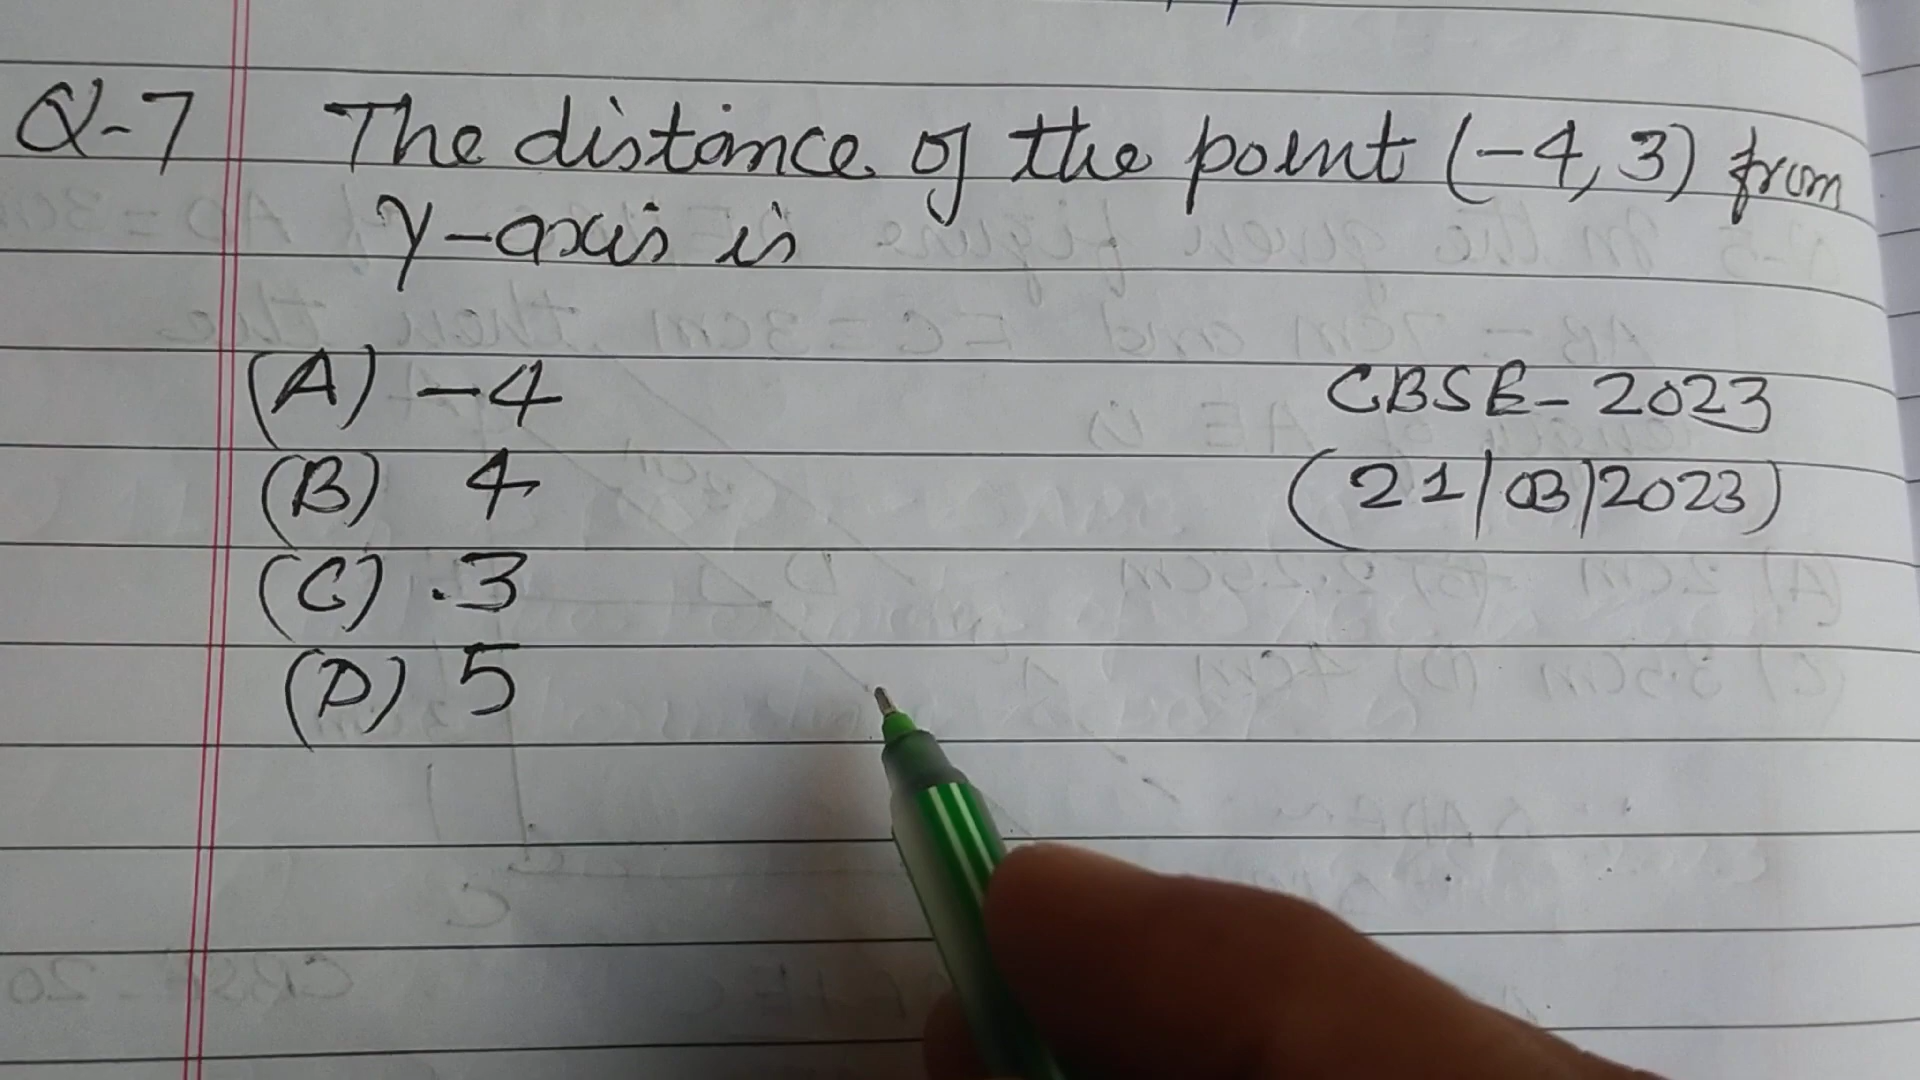 Q-7 The distance of the point (-4, 3) from
Y-axis is
(A) -4
CBSE- 2023
(B) 4
(21/03/2023)
(C) .3
(D) 5